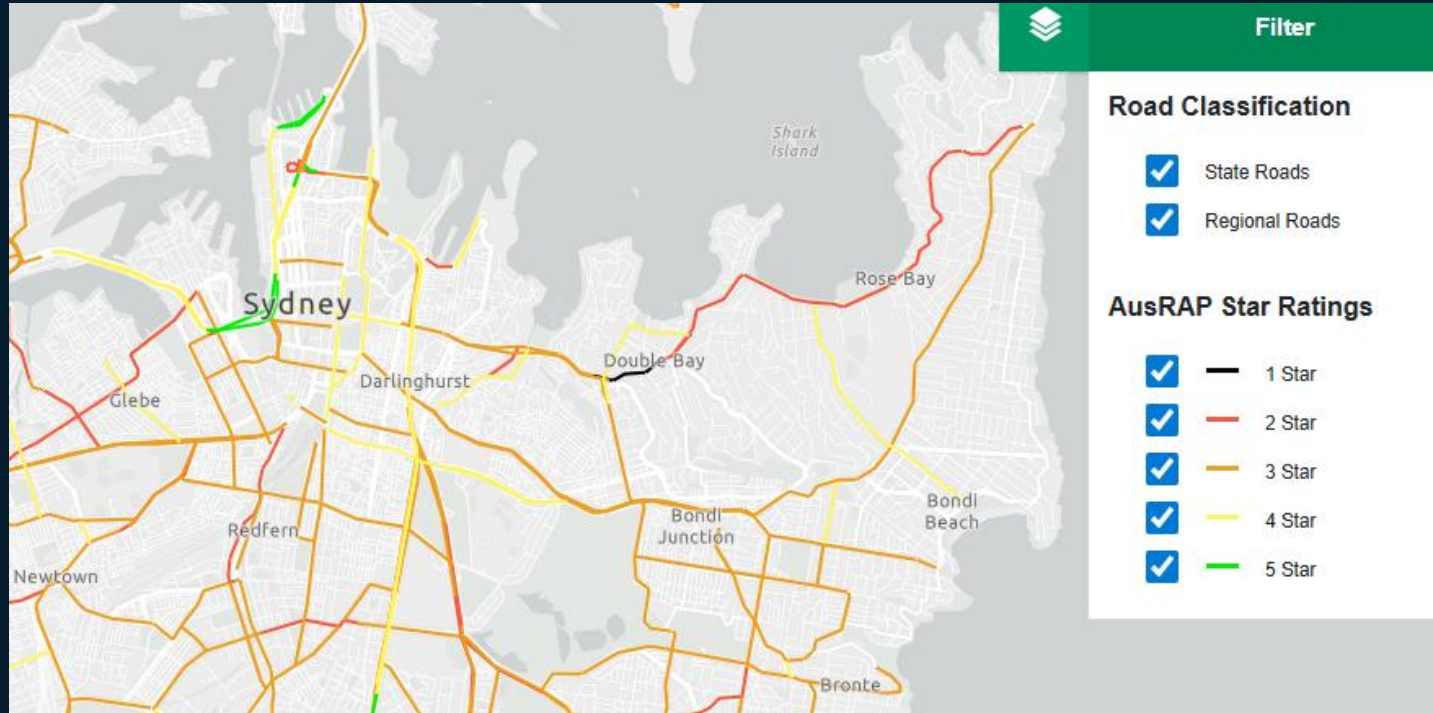 Filter
Road Classification
State Roads
Regional Roads
AusRAP Star Ratings
1 Star
2 Star
3 Star
4 Star
5 Star
Shark
Island
Rose Bay
Sydney
Double Bay
Darlinghurst
Glebe
Bondi
Beach
Bondi
Junction
Redfern
Newtown
Bronte